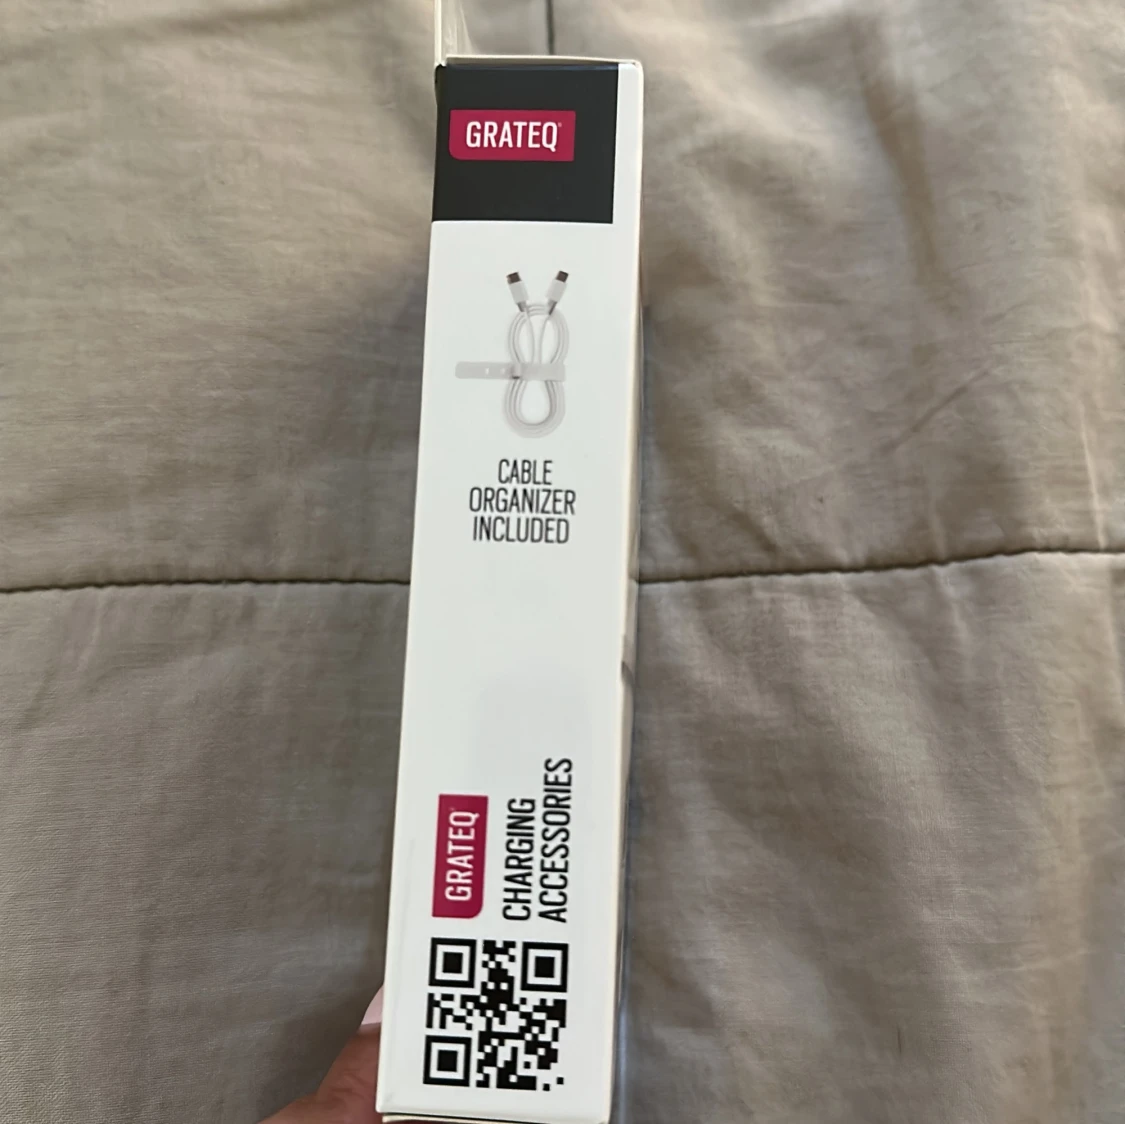 GRATEQ
CABLE
ORGANIZER
INCLUDED
GRATEQ
CHARGING
ACCESSORIES